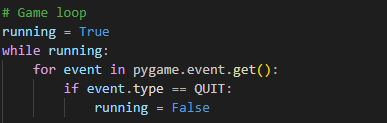 # Game loop
running = True
while running:
    for event in pygame.event.get():
        if event.type == QUIT:
            running = False